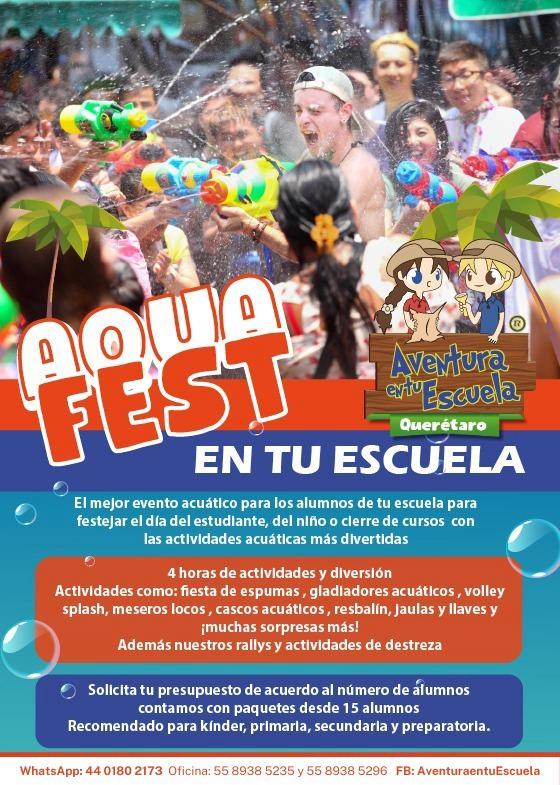 AQUA
FEST
Aventura
en tu Escuela
®
Querétaro
EN TU ESCUELA
El mejor evento acuático para los alumnos de tu escuela para
festejar el día del estudiante, del niño o cierre de cursos con
las actividades acuáticas más divertidas
4 horas de actividades y diversión
Actividades como: fiesta de espumas , gladiadores acuáticos , volley
splash, meseros locos , cascos acuáticos , resbalín, jaulas y llaves y
¡muchas sorpresas más!
Además nuestros rallys y actividades de destreza
Solicita tu presupuesto de acuerdo al número de alumnos
contamos con paquetes desde 15 alumnos
Recomendado para kínder, primaria, secundaria y preparatoria.
WhatsApp: 44 0180 2173 Oficina: 55 8938 5235 y 55 8938 5296 FB: AventuraentuEscuela